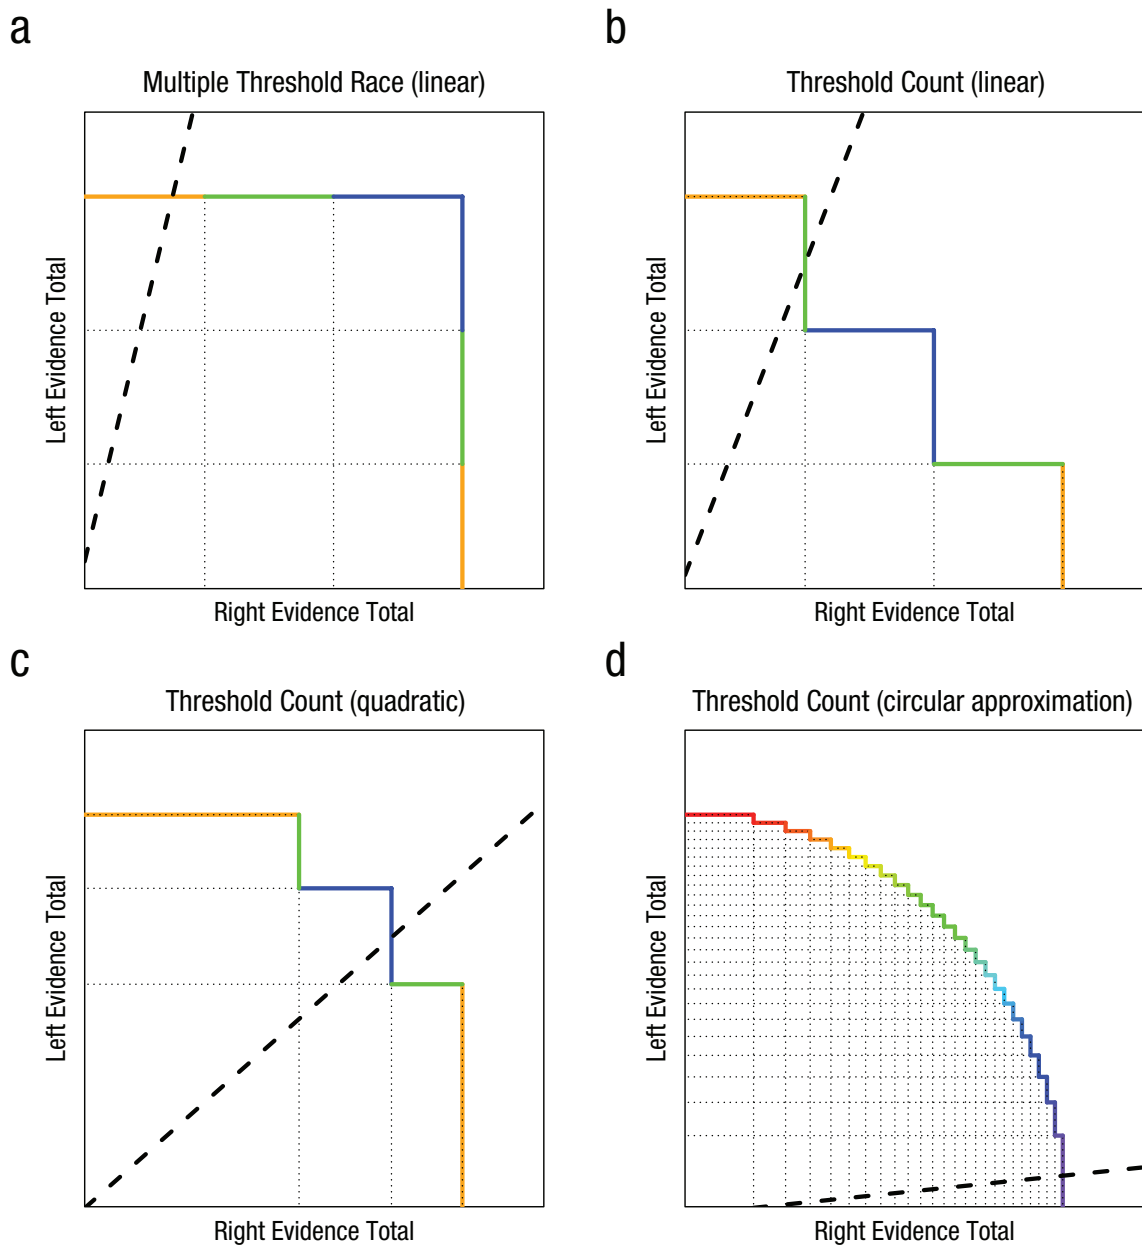 a
Multiple Threshold Race (linear)
Left Evidence Total
Right Evidence Total
b
Threshold Count (linear)
Left Evidence Total
Right Evidence Total
c
Threshold Count (quadratic)
Left Evidence Total
Right Evidence Total
d
Threshold Count (circular approximation)
Left Evidence Total
Right Evidence Total